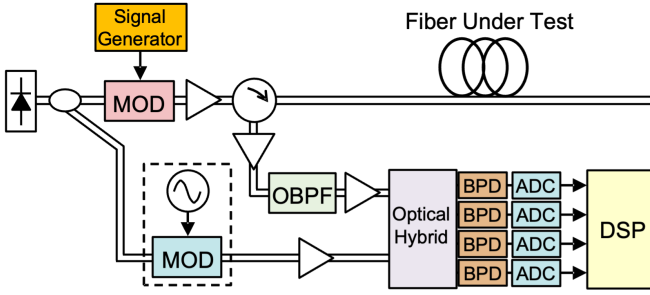 Signal
Generator
Fiber Under Test
MOD
OBPF
MOD
Optical
Hybrid
BPD
ADC
BPD
ADC
BPD
ADC
BPD
ADC
DSP